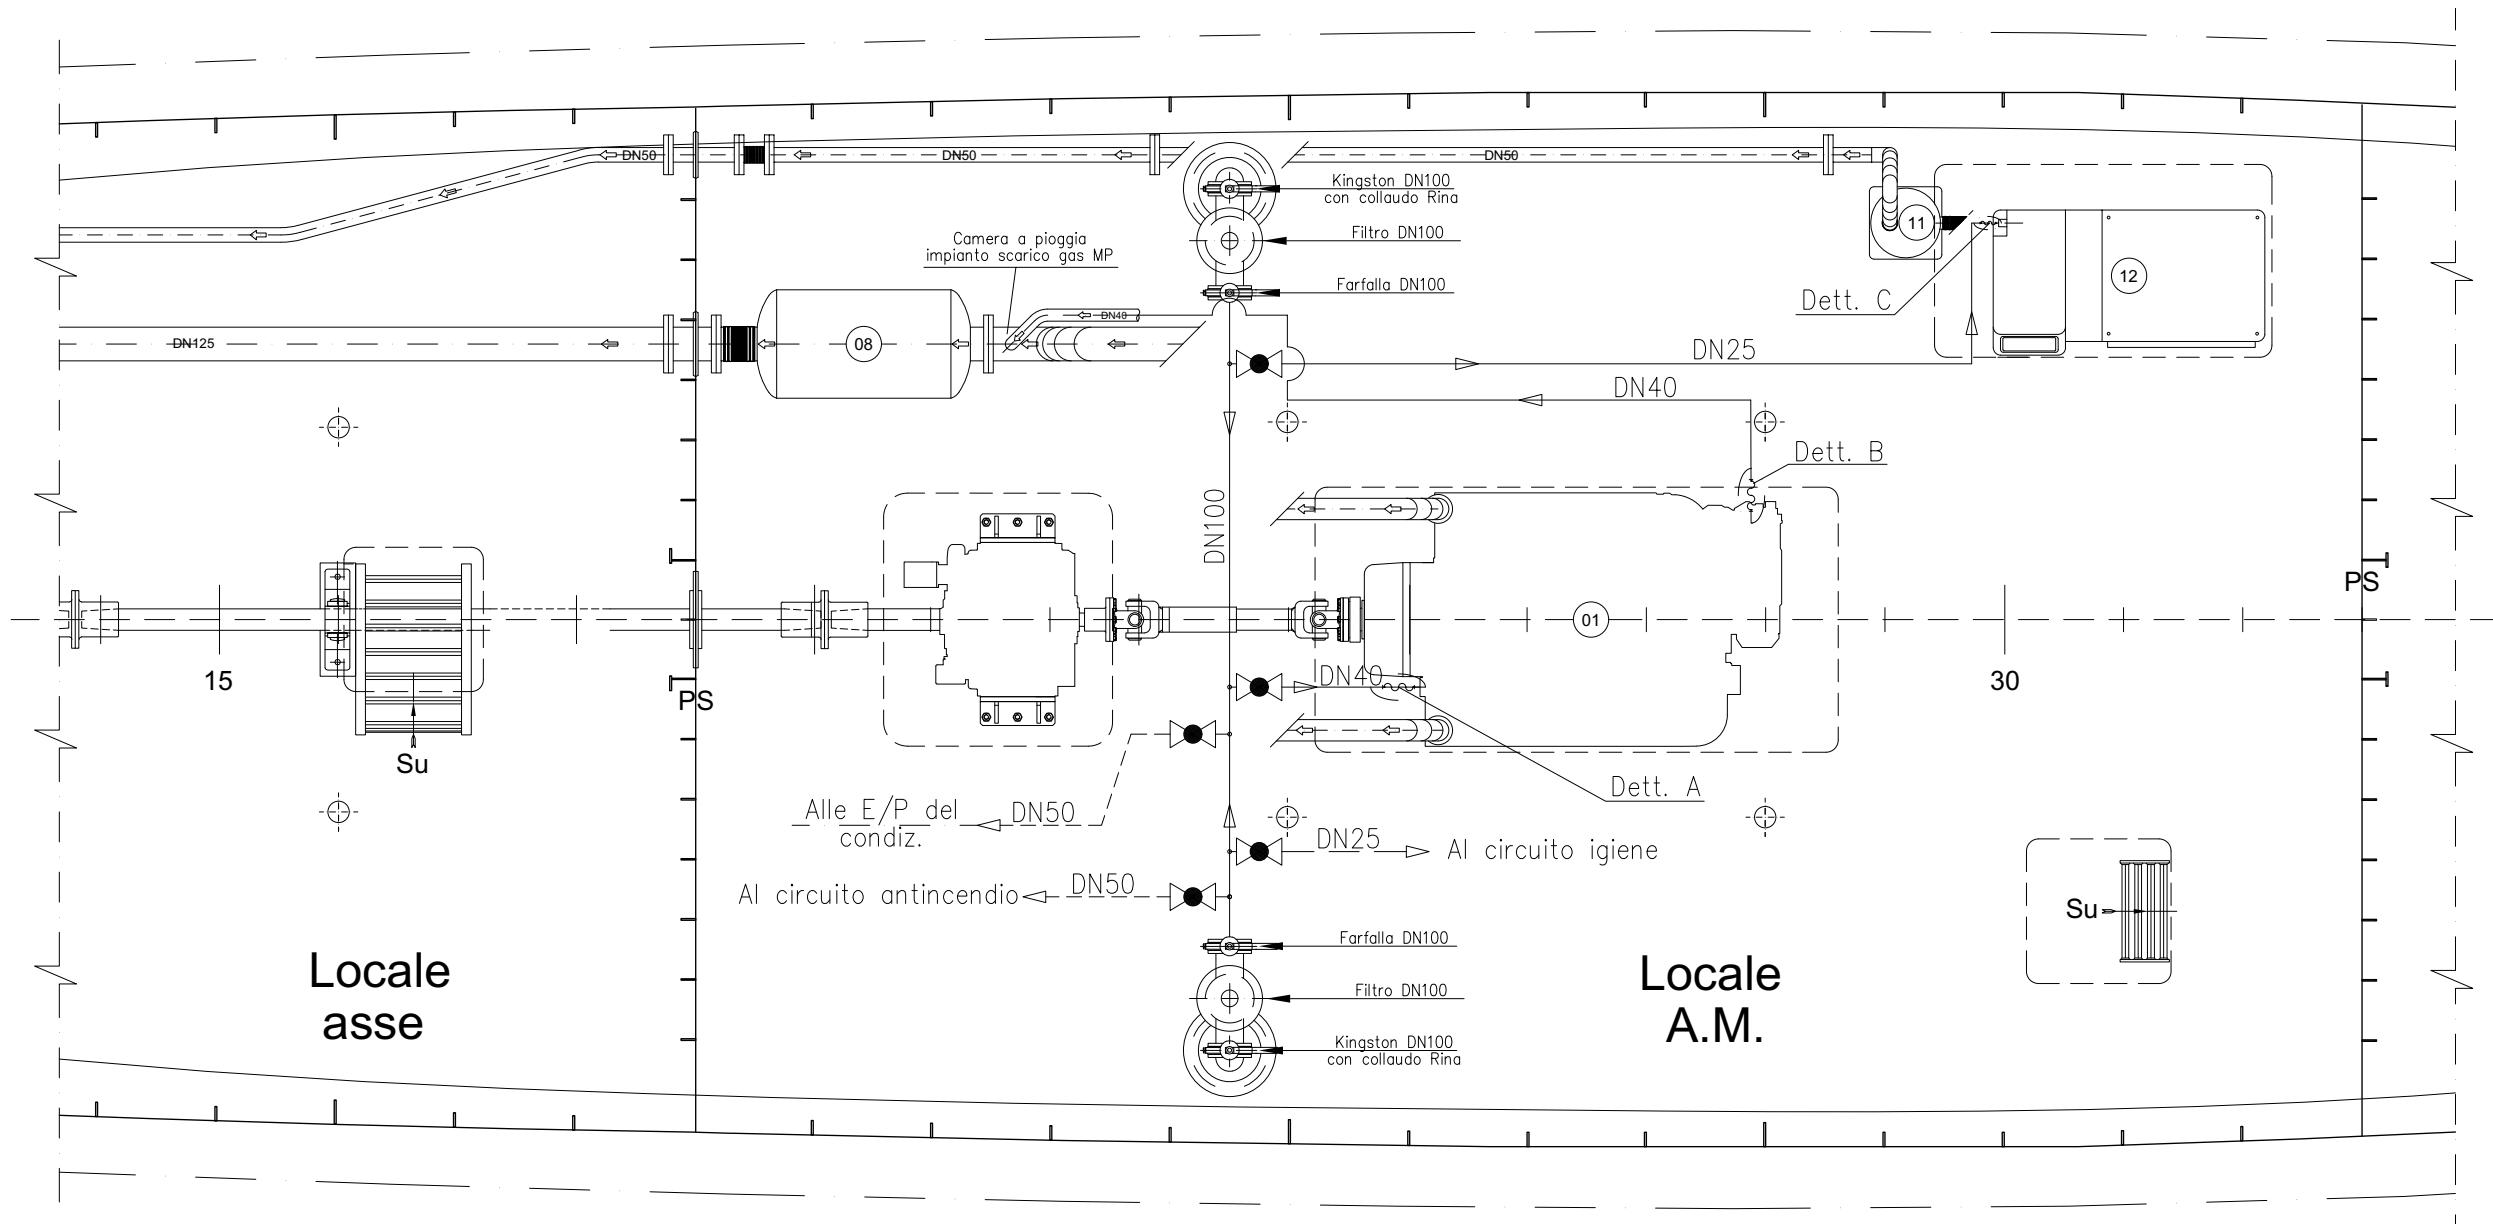 DN50
DN50
DN50
Kingston DN100
con collaudo Rina
11
Filtro DN100
Camera a pioggia
impianto scarico gas MP
12
Farfalla DN100
Dett. C
DN40
DN125
08
DN25
DN40
Dett. B
DN100
PS
01
15
DN40
30
PS
Su
Dett. A
Alle E/P del
condiz.
DN50
DN25
Al circuito igiene
Al circuito antincendio
DN50
Su
Farfalla DN100
Locale
asse
Locale
A.M.
Filtro DN100
Kingston DN100
con collaudo Rina